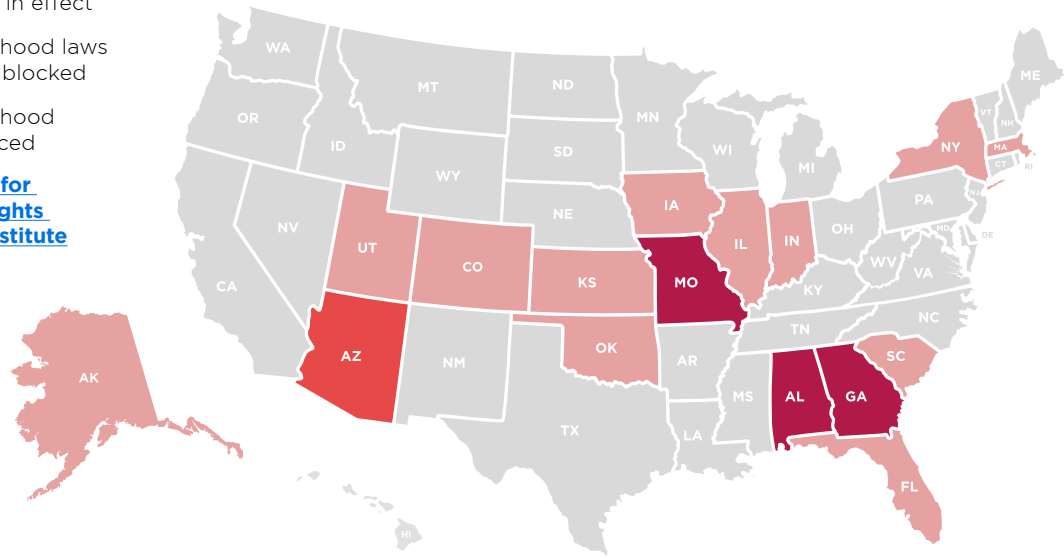 in effect
hood laws
blocked
hood
ced
for
ghts
stitute
WA
MT
ND
MN
ME
OR
ID
SD
WI
MI
VT
NH
NY
MA
CT
RI
WY
NE
IA
PA
NJ
NV
UT
CO
KS
IL
IN
OH
MD
DE
CA
MO
WV
VA
KY
AZ
NM
OK
AR
TN
NC
SC
AK
TX
LA
MS
AL
GA
FL
HI